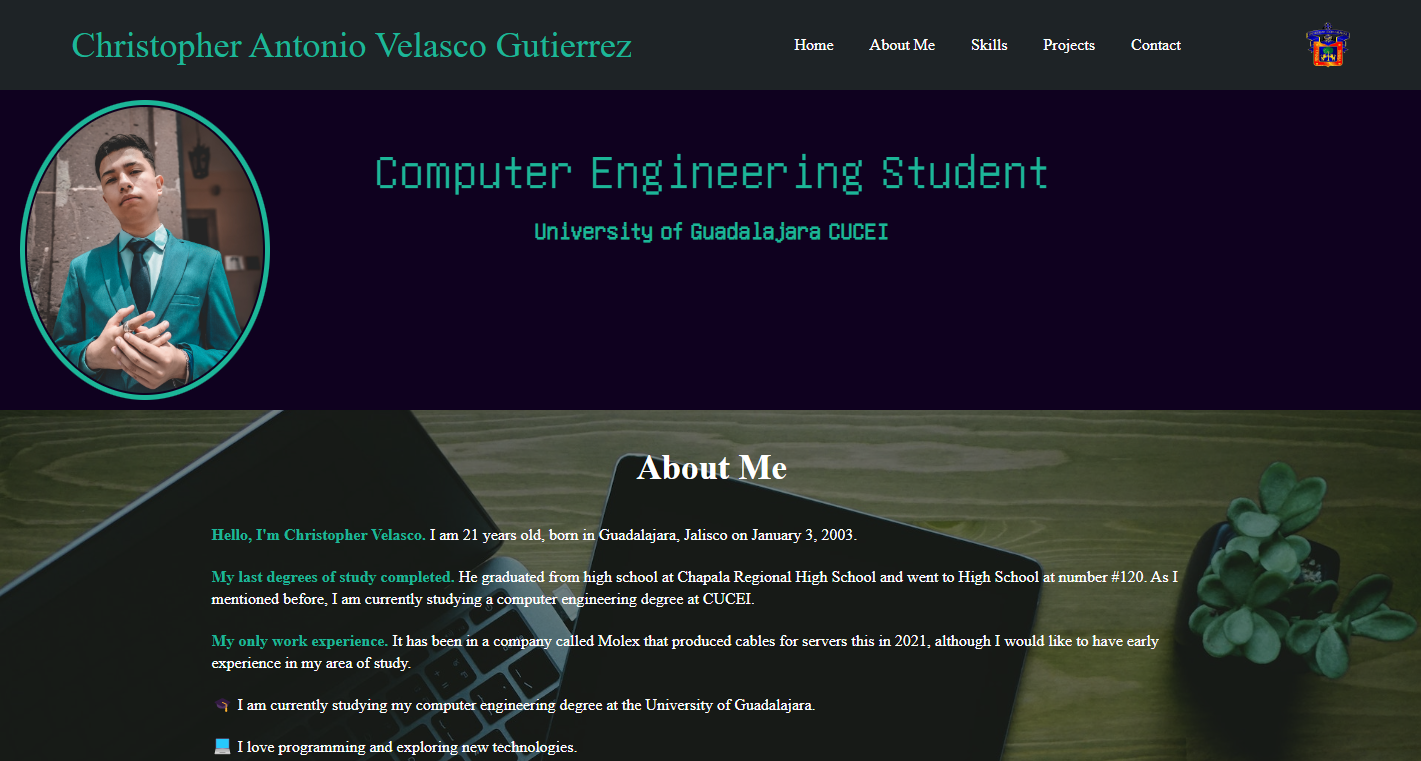 Christopher Antonio Velasco Gutierrez
Home About Me Skills Projects Contact
Computer Engineering Student
University of Guadalajara CUCEI
About Me
Hello, I'm Christopher Velasco. I am 21 years old, born in Guadalajara, Jalisco on January 3, 2003.
My last degrees of study completed. He graduated from high school at Chapala Regional High School and went to High School at number #120. As I
mentioned before, I am currently studying a computer engineering degree at CUCEI.
My only work experience. It has been in a company called Molex that produced cables for servers this in 2021, although I would like to have early
experience in my area of study.
🎓 I am currently studying my computer engineering degree at the University of Guadalajara.
💻 I love programming and exploring new technologies.